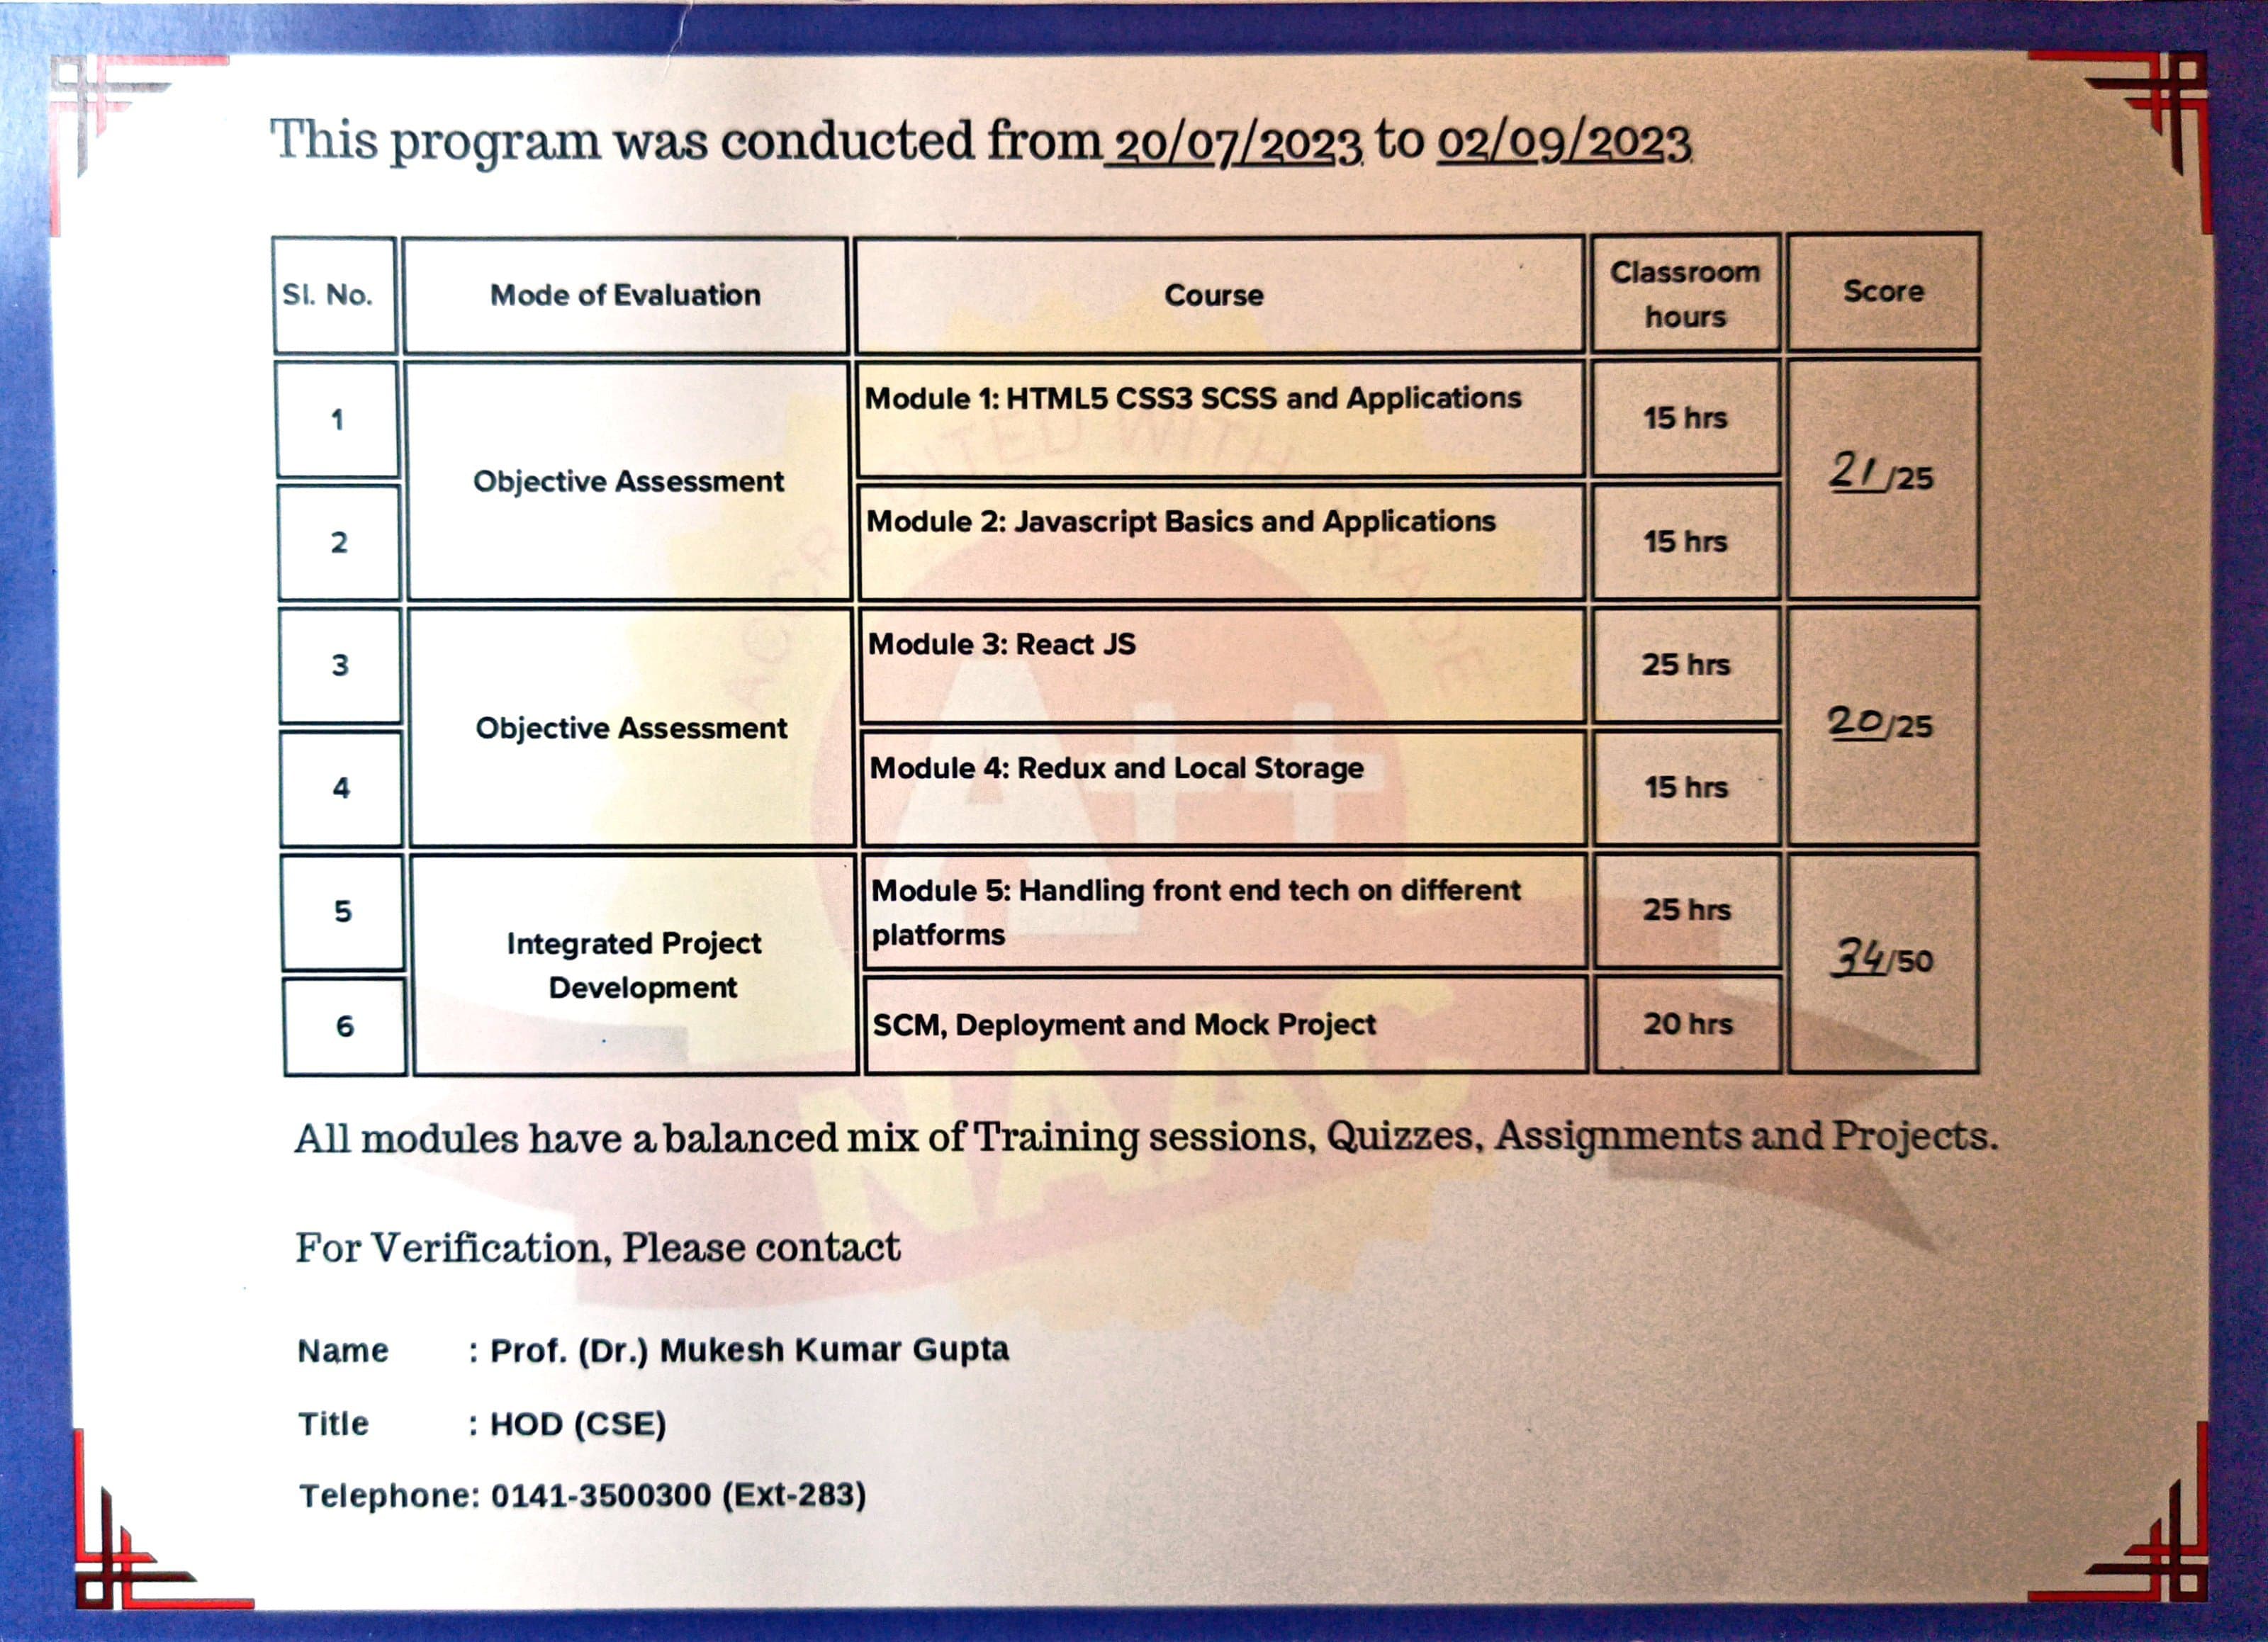 This program was conducted from 20/07/2023 to 02/09/2023
Sl. No. Mode of Evaluation Course Classroom hours Score
1 Objective Assessment Module 1: HTML5 CSS3 SCSS and Applications 15 hrs 21/25
2 Module 2: Javascript Basics and Applications 15 hrs
3 Objective Assessment Module 3: React JS 25 hrs 20/25
4 Module 4: Redux and Local Storage 15 hrs
5 Integrated Project Development Module 5: Handling front end tech on different platforms 25 hrs 34/50
6 SCM, Deployment and Mock Project 20 hrs
ACCREDITED WITH GRADE
A++
NAAC
All modules have a balanced mix of Training sessions, Quizzes, Assignments and Projects.
For Verification, Please contact
Name : Prof. (Dr.) Mukesh Kumar Gupta
Title : HOD (CSE)
Telephone: 0141-3500300 (Ext-283)